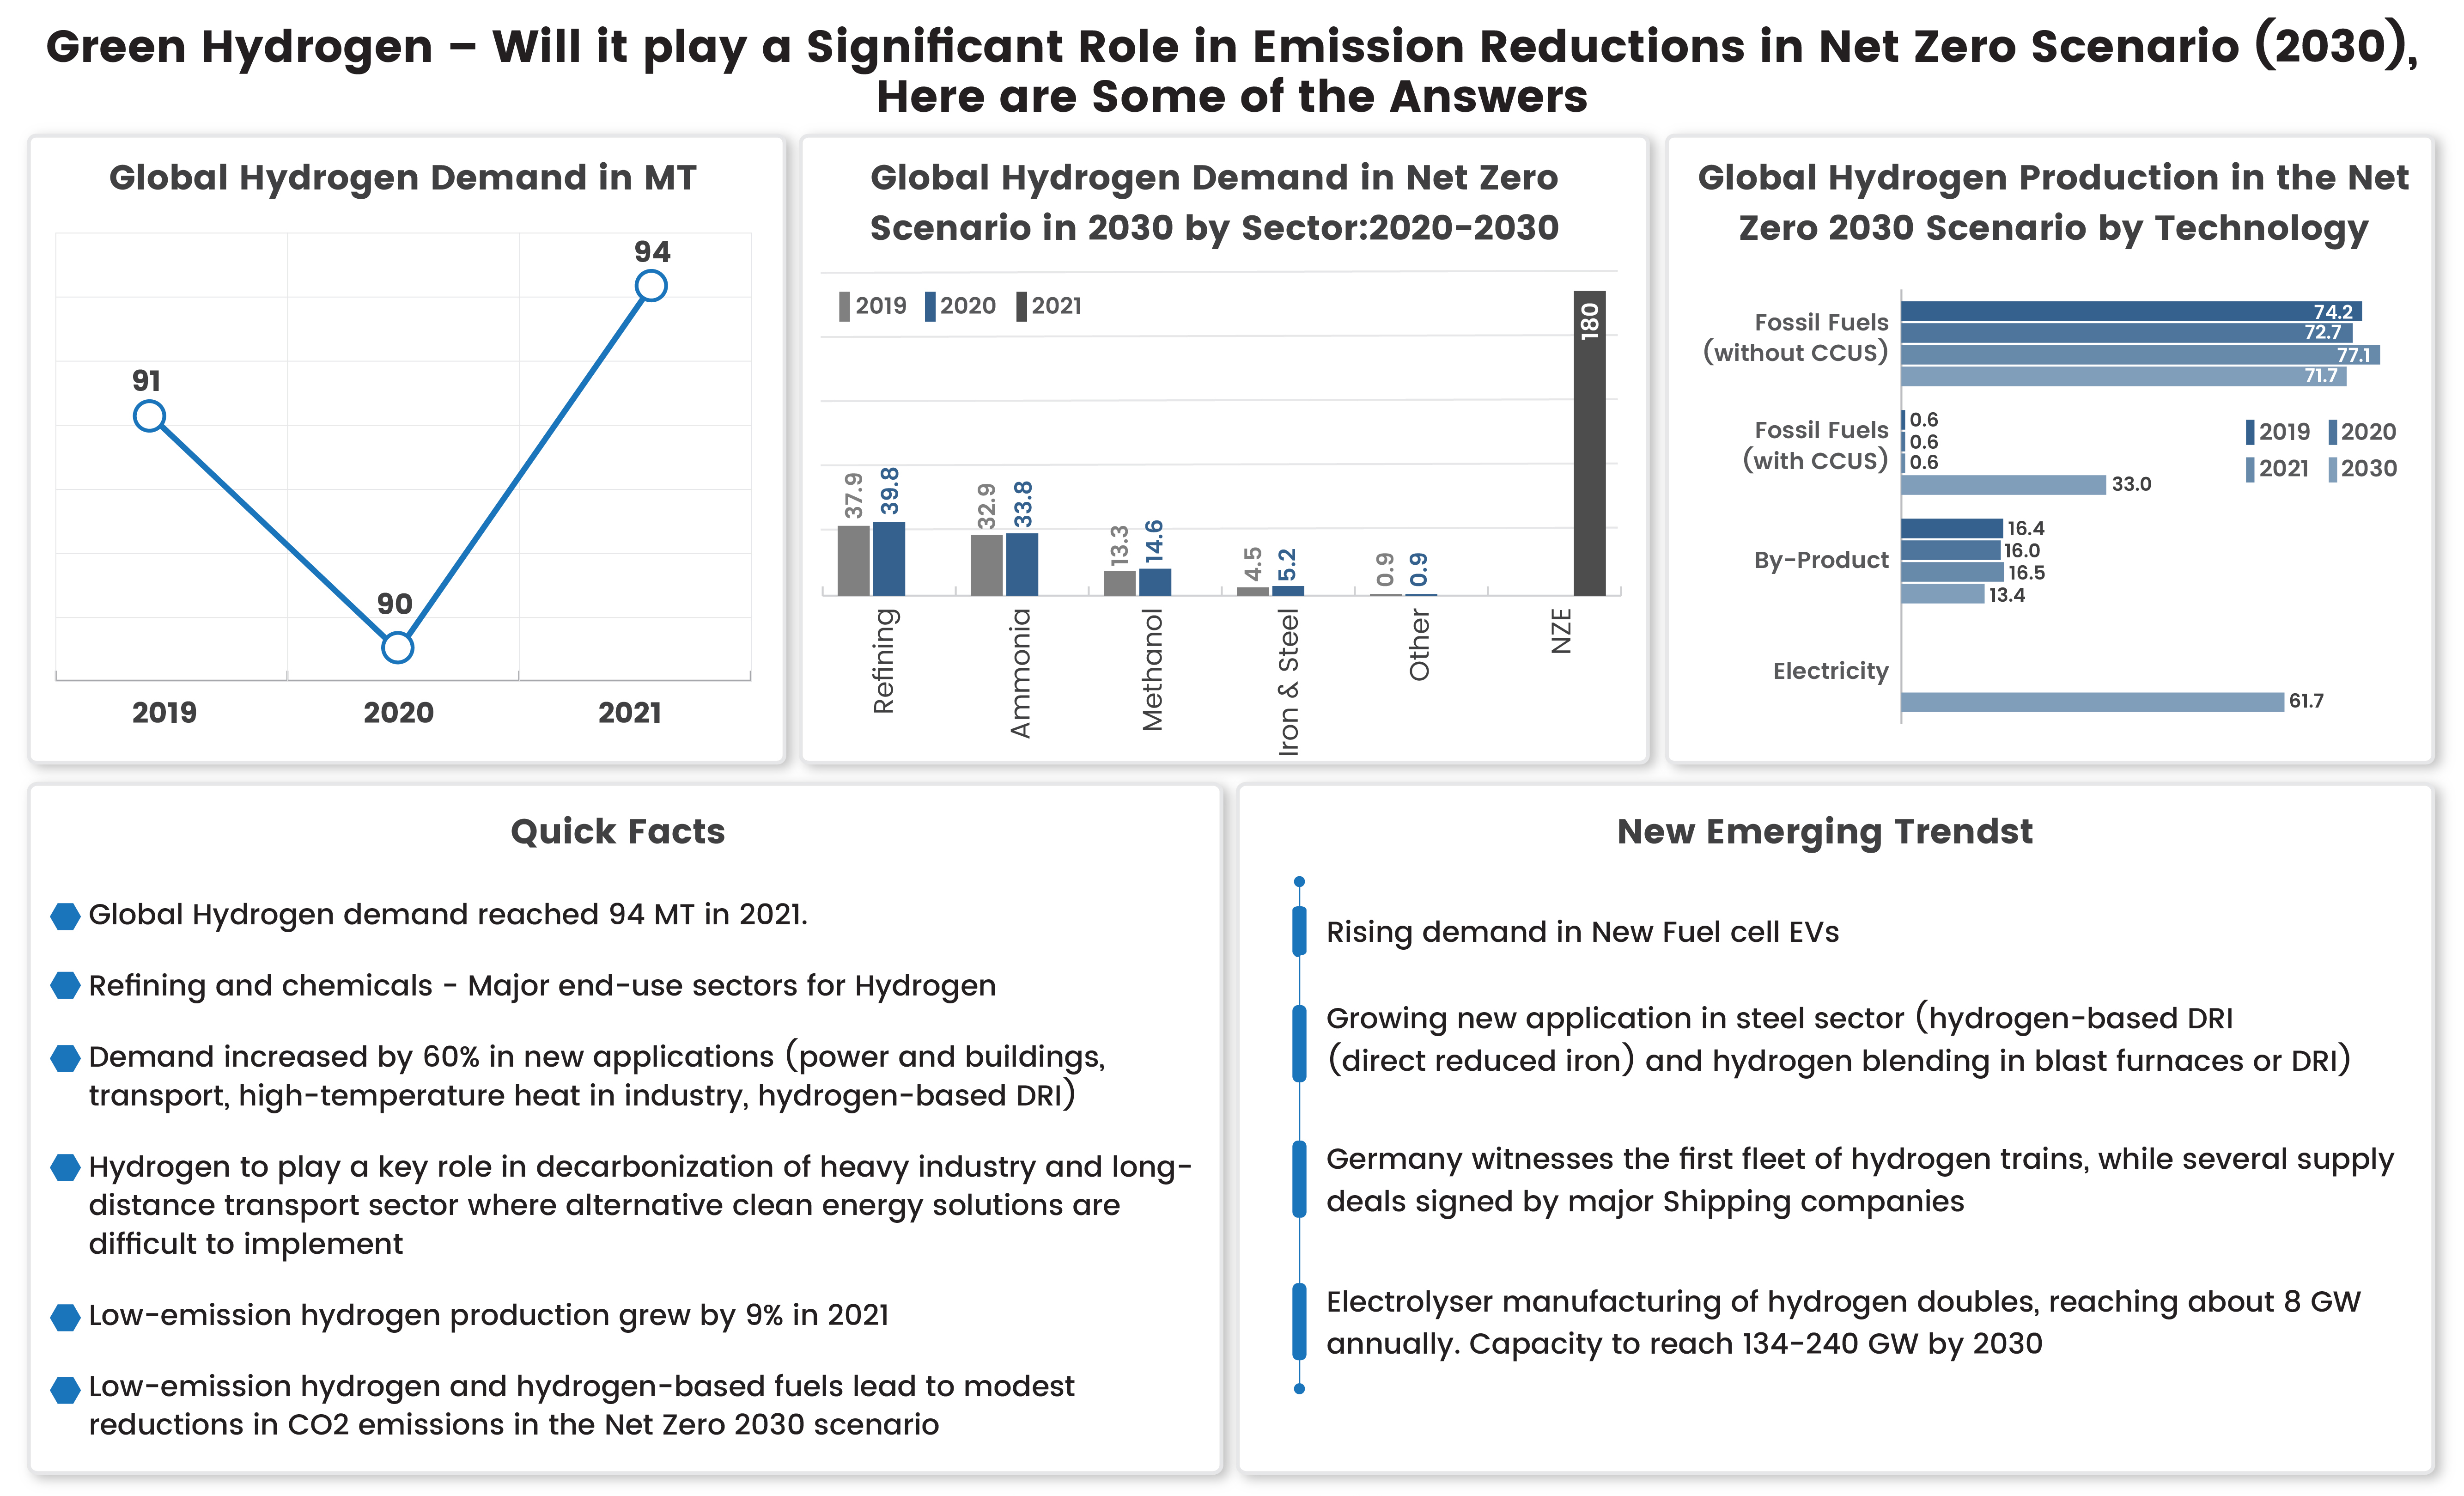 Green Hydrogen – Will it play a Significant Role in Emission Reductions in Net Zero Scenario (2030),
Here are Some of the Answers
Global Hydrogen Demand in MT
94
91
90
2019
2020
2021
Global Hydrogen Demand in Net Zero
Scenario in 2030 by Sector:2020-2030
2019
2020
2021
37.9
39.8
32.9
33.8
13.3
14.6
4.5
5.2
0.9
0.9
180
Refining
Ammonia
Methanol
Iron & Steel
Other
NZE
Global Hydrogen Production in the Net
Zero 2030 Scenario by Technology
Fossil Fuels
(without CCUS)
74.2
72.7
77.1
71.7
Fossil Fuels
(with CCUS)
0.6
0.6
0.6
33.0
2019
2020
2021
2030
By-Product
16.4
16.0
16.5
13.4
Electricity
61.7
Quick Facts
Global Hydrogen demand reached 94 MT in 2021.
Refining and chemicals - Major end-use sectors for Hydrogen
Demand increased by 60% in new applications (power and buildings,
transport, high-temperature heat in industry, hydrogen-based DRI)
Hydrogen to play a key role in decarbonization of heavy industry and long-
distance transport sector where alternative clean energy solutions are
difficult to implement
Low-emission hydrogen production grew by 9% in 2021
Low-emission hydrogen and hydrogen-based fuels lead to modest
reductions in CO2 emissions in the Net Zero 2030 scenario
New Emerging Trendst
Rising demand in New Fuel cell EVs
Growing new application in steel sector (hydrogen-based DRI
(direct reduced iron) and hydrogen blending in blast furnaces or DRI)
Germany witnesses the first fleet of hydrogen trains, while several supply
deals signed by major Shipping companies
Electrolyser manufacturing of hydrogen doubles, reaching about 8 GW
annually. Capacity to reach 134-240 GW by 2030